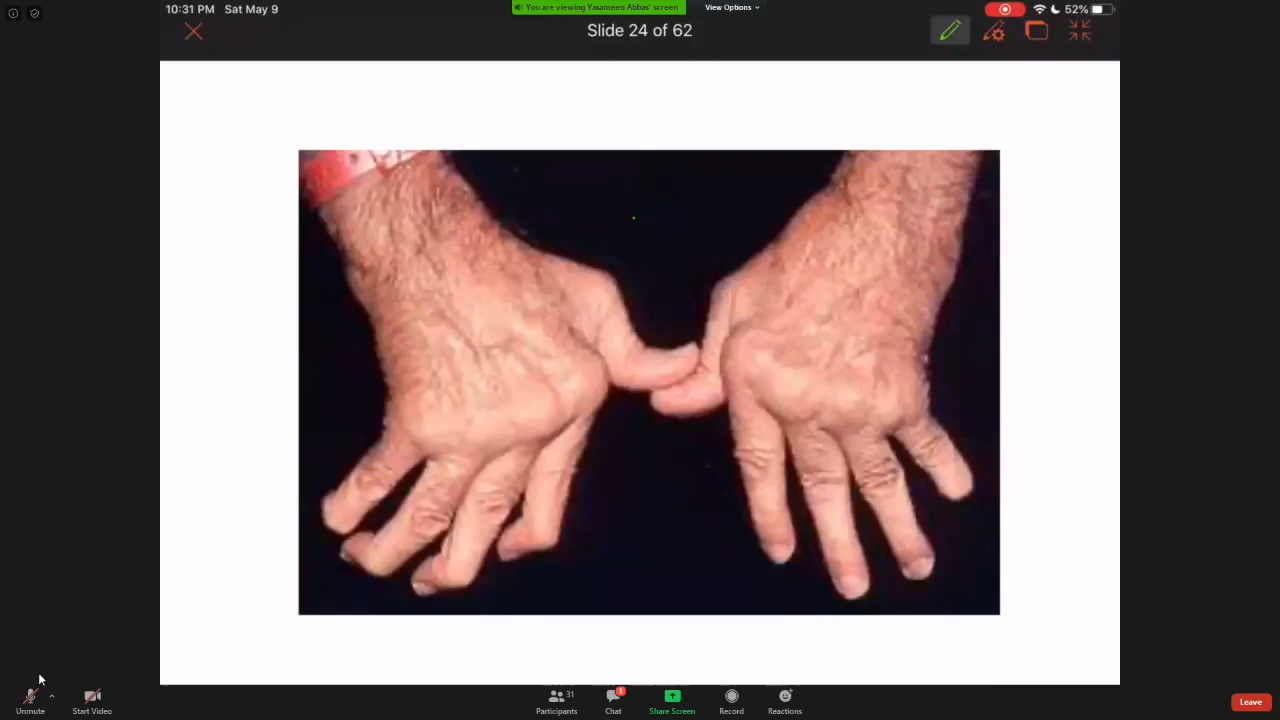 10:31 PM Sat May 9
You are viewing Yasameen Abbas' screen
View Options
52%
Slide 24 of 62
Unmute
Start Video
Participants
31
Chat
1
Share Screen
Record
Reactions
Leave